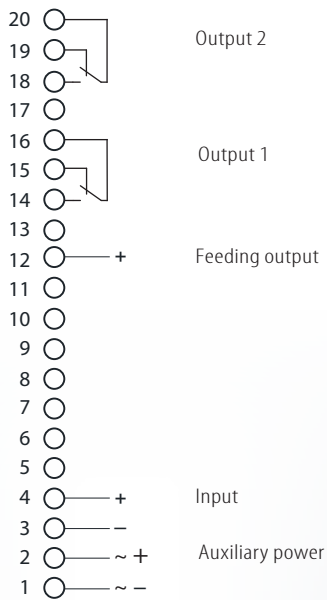 20
Output 2
19
18
17
16
Output 1
15
14
13
12 + Feeding output
11
10
9
8
7
6
5
4 + Input
3 −
2 ~ + Auxiliary power
1 ~ −